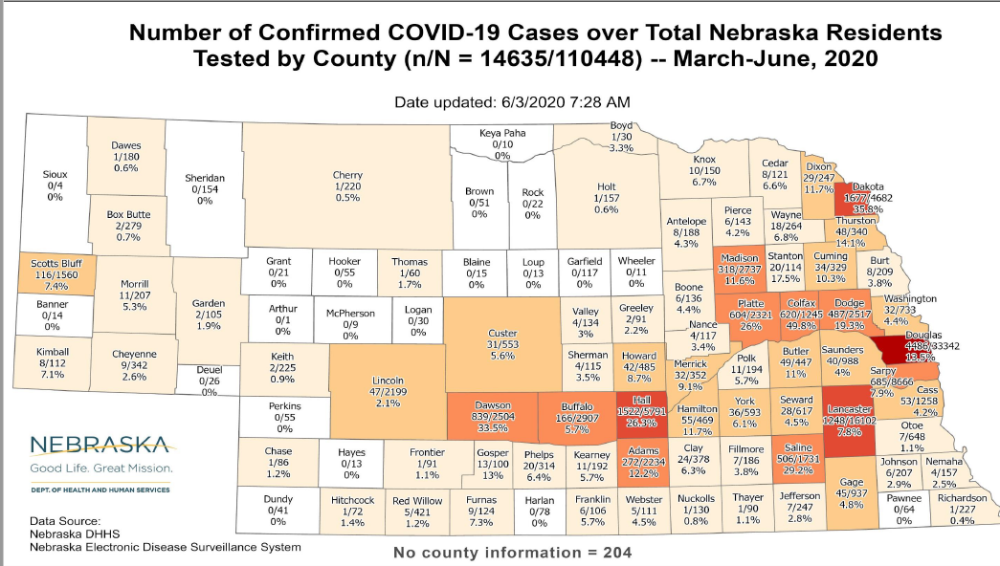 Number of Confirmed COVID-19 Cases over Total Nebraska Residents
Tested by County (n/N = 14635/110448) -- March-June, 2020
Date updated: 6/3/2020 7:28 AM
Sioux
0/4
0%
Dawes
1/180
0.6%
Box Butte
2/279
0.7%
Sheridan
0/154
0%
Cherry
1/220
0.5%
Keya Paha
0/10
0%
Brown
0/51
0%
Rock
0/22
0%
Boyd
1/30
3.3%
Holt
1/157
0.6%
Knox
10/150
6.7%
Cedar
8/121
6.6%
Dixon
29/247
11.7%
Dakota
1677/4682
35.8%
Antelope
8/188
4.3%
Pierce
6/143
4.2%
Wayne
18/264
6.8%
Thurston
48/340
14.1%
Scotts Bluff
116/1560
7.4%
Banner
0/14
0%
Kimball
8/112
7.1%
Morrill
11/207
5.3%
Cheyenne
9/342
2.6%
Garden
2/105
1.9%
Deuel
0/26
0%
Grant
0/21
0%
Hooker
0/55
0%
Thomas
1/60
1.7%
Blaine
0/15
0%
Loup
0/13
0%
Garfield
0/117
0%
Wheeler
0/11
0%
Boone
6/136
4.4%
Madison
318/2737
11.6%
Stanton
20/114
17.5%
Cuming
34/329
10.3%
Burt
8/209
3.8%
Arthur
0/1
0%
McPherson
0/9
0%
Logan
0/30
0%
Custer
31/553
5.6%
Valley
4/134
3%
Greeley
2/91
2.2%
Nance
4/117
3.4%
Platte
604/2321
26%
Colfax
620/1245
49.8%
Dodge
487/2517
19.3%
Washington
32/733
4.4%
Douglas
4486/33342
13.5%
Keith
2/225
0.9%
Lincoln
47/2199
2.1%
Sherman
4/115
3.5%
Howard
42/485
8.7%
Merrick
32/352
9.1%
Polk
11/194
5.7%
Butler
49/447
11%
Saunders
40/988
4%
Sarpy
685/8666
7.9%
Cass
53/1258
4.2%
Perkins
0/55
0%
Dawson
839/2504
33.5%
Buffalo
166/2907
5.7%
Hall
1522/5791
26.3%
Hamilton
55/469
11.7%
York
36/593
6.1%
Seward
28/617
4.5%
Lancaster
1248/16102
7.8%
Otoe
7/648
1.1%
Chase
1/86
1.2%
Hayes
0/13
0%
Frontier
1/91
1.1%
Gosper
13/100
13%
Phelps
20/314
6.4%
Kearney
11/192
5.7%
Adams
272/2234
12.2%
Clay
24/378
6.3%
Fillmore
7/186
3.8%
Saline
506/1731
29.2%
Gage
45/937
4.8%
Johnson
6/207
2.9%
Nemaha
4/157
2.5%
Dundy
0/41
0%
Hitchcock
1/72
1.4%
Red Willow
5/421
1.2%
Furnas
9/124
7.3%
Harlan
0/78
0%
Franklin
6/106
5.7%
Webster
5/111
4.5%
Nuckolls
1/130
0.8%
Thayer
1/90
1.1%
Jefferson
7/247
2.8%
Pawnee
0/64
0%
Richardson
1/227
0.4%
NEBRASKA
Good Life. Great Mission.
DEPT. OF HEALTH AND HUMAN SERVICES
Data Source:
Nebraska DHHS
Nebraska Electronic Disease Surveillance System
No county information = 204